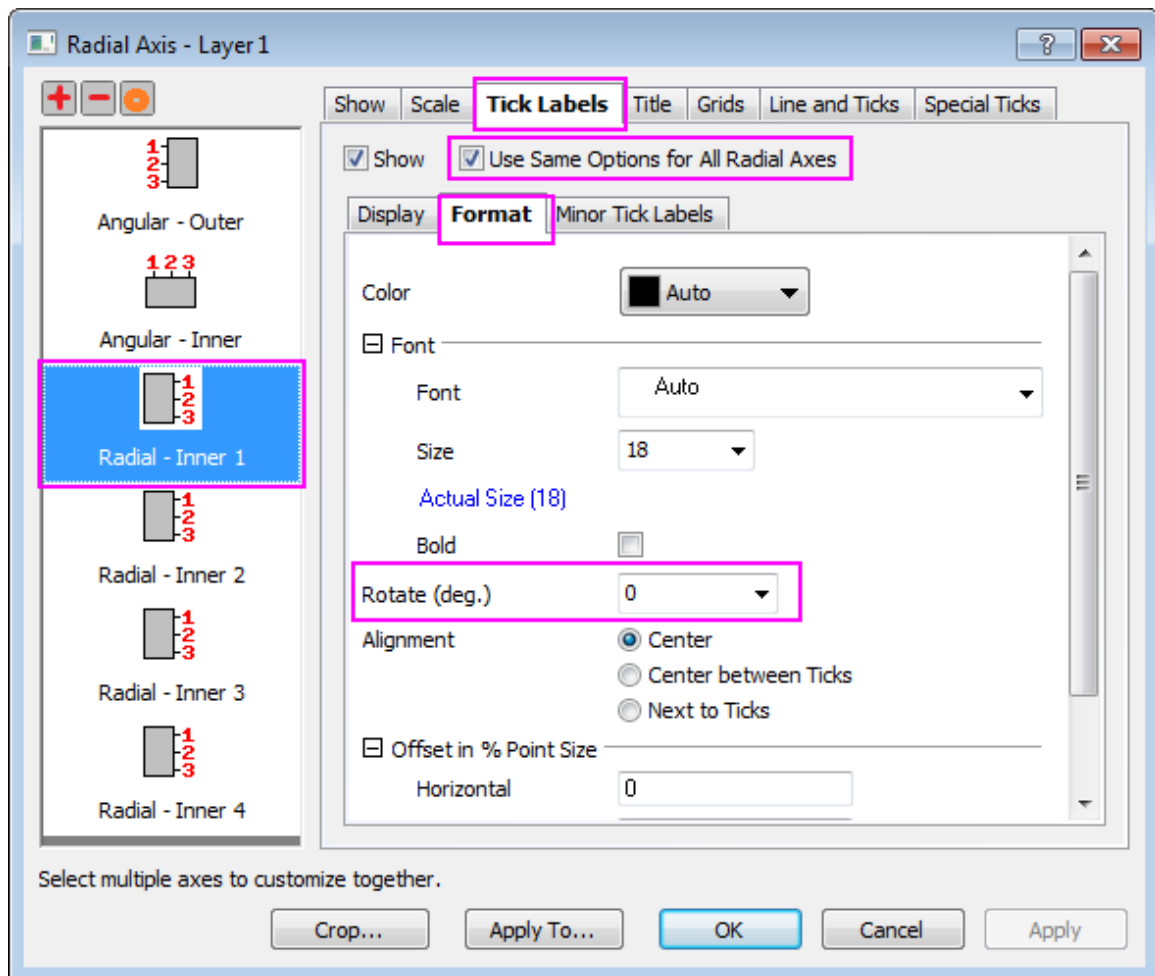 Radial Axis - Layer 1
Show Scale Tick Labels Title Grids Line and Ticks Special Ticks
Show Use Same Options for All Radial Axes
Display Format Minor Tick Labels
1
2
3
Angular - Outer
1 2 3
Angular - Inner
1
2
3
Radial - Inner 1
1
2
3
Radial - Inner 2
1
2
3
Radial - Inner 3
1
2
3
Radial - Inner 4
Color Auto
Font
Font Auto
Size 18
Actual Size (18)
Bold
Rotate (deg.) 0
Alignment Center
Center between Ticks
Next to Ticks
Offset in % Point Size
Horizontal 0
Select multiple axes to customize together.
Crop... Apply To... OK Cancel Apply